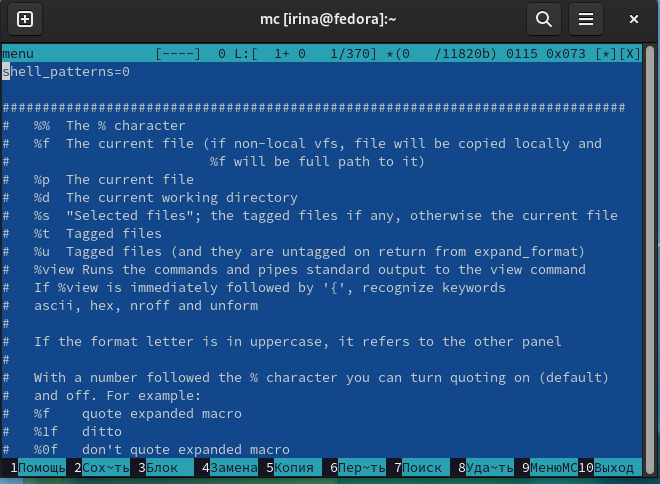 mc [irina@fedora]:~
menu                [----]  0 L:[  1+ 0   1/370] *(0   /11820b) 0115 0x073 [*][X]
shell_patterns=0
##############################################################################
#   %%  The % character
#   %f  The current file (if non-local vfs, file will be copied locally and
#                         %f will be full path to it)
#   %p  The current file
#   %d  The current working directory
#   %s  "Selected files"; the tagged files if any, otherwise the current file
#   %t  Tagged files
#   %u  Tagged files (and they are untagged on return from expand_format)
#   %view Runs the commands and pipes standard output to the view command
#   If %view is immediately followed by '{', recognize keywords
#   ascii, hex, nroff and unform
#
#   If the format letter is in uppercase, it refers to the other panel
#
#   With a number followed the % character you can turn quoting on (default)
#   and off. For example:
#   %f    quote expanded macro
#   %1f   ditto
#   %0f   don't quote expanded macro
1Помощь 2Сох~ть 3Блок 4Замена 5Копия 6Пер~ть 7Поиск 8Уда~ть 9МенюМС 10Выход